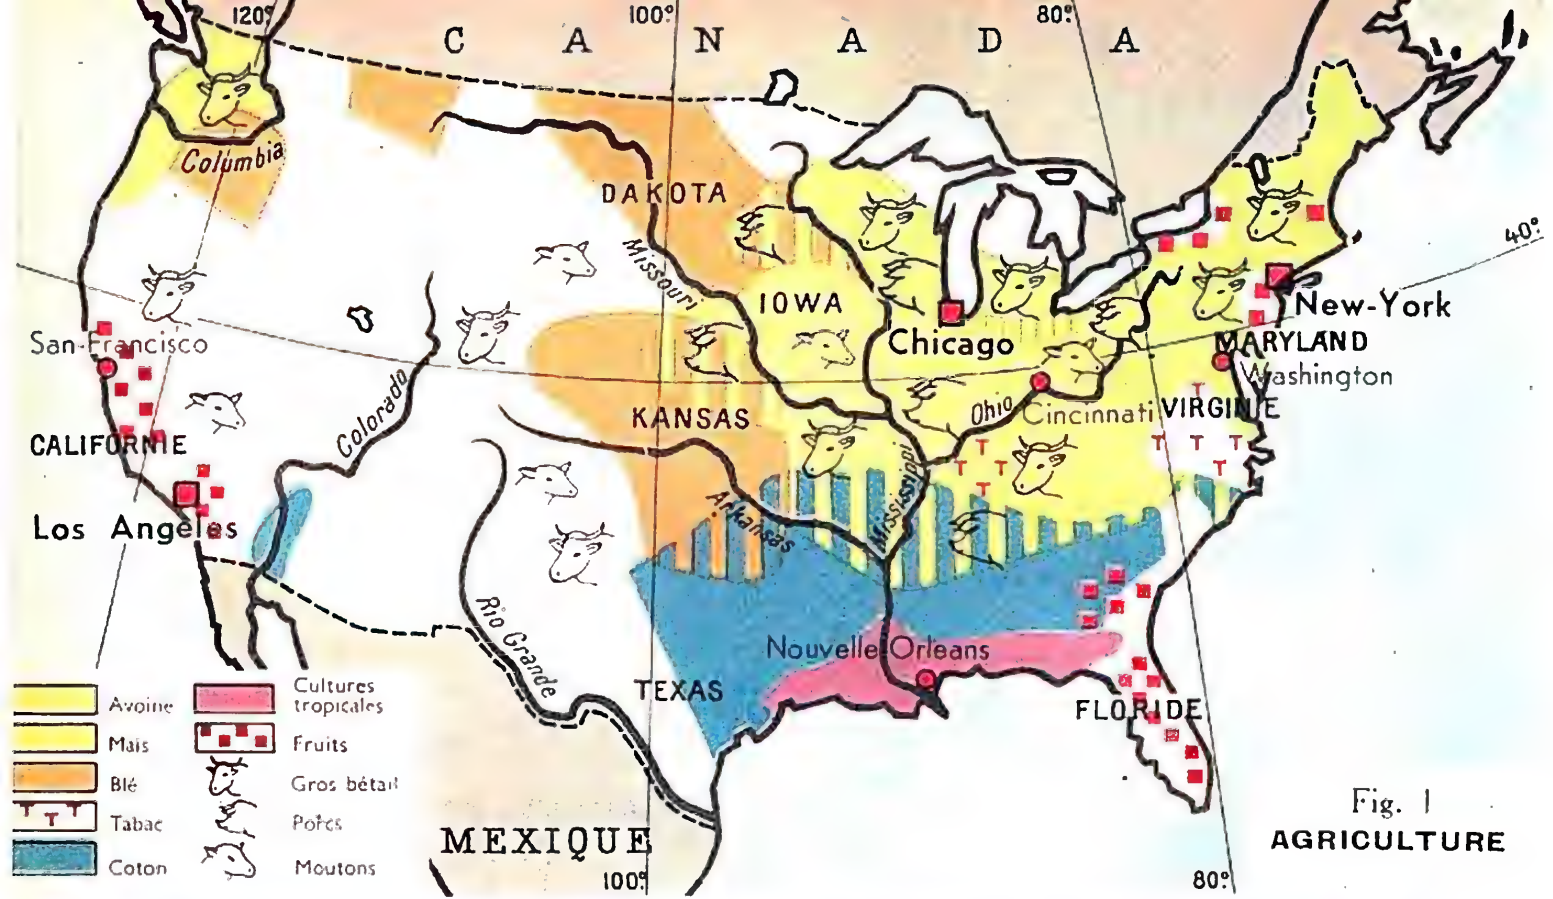 120°
100°
80°
C A N A D A
Columbia
DAKOTA
Missouri
40°
IOWA
New-York
San-Francisco
Chicago
MARYLAND
Washington
Colorado
KANSAS
Ohio
Cincinnati
VIRGINIE
CALIFORNIE
Mississipi
Los Angeles
Arkansas
Rio Grande
Nouvelle Orleans
TEXAS
FLORIDE
Avoine
Maïs
Blé
Tabac
Coton
Cultures
tropicales
Fruits
Gros bétail
Porcs
Moutons
MEXIQUE
100°
80°
Fig. 1
AGRICULTURE